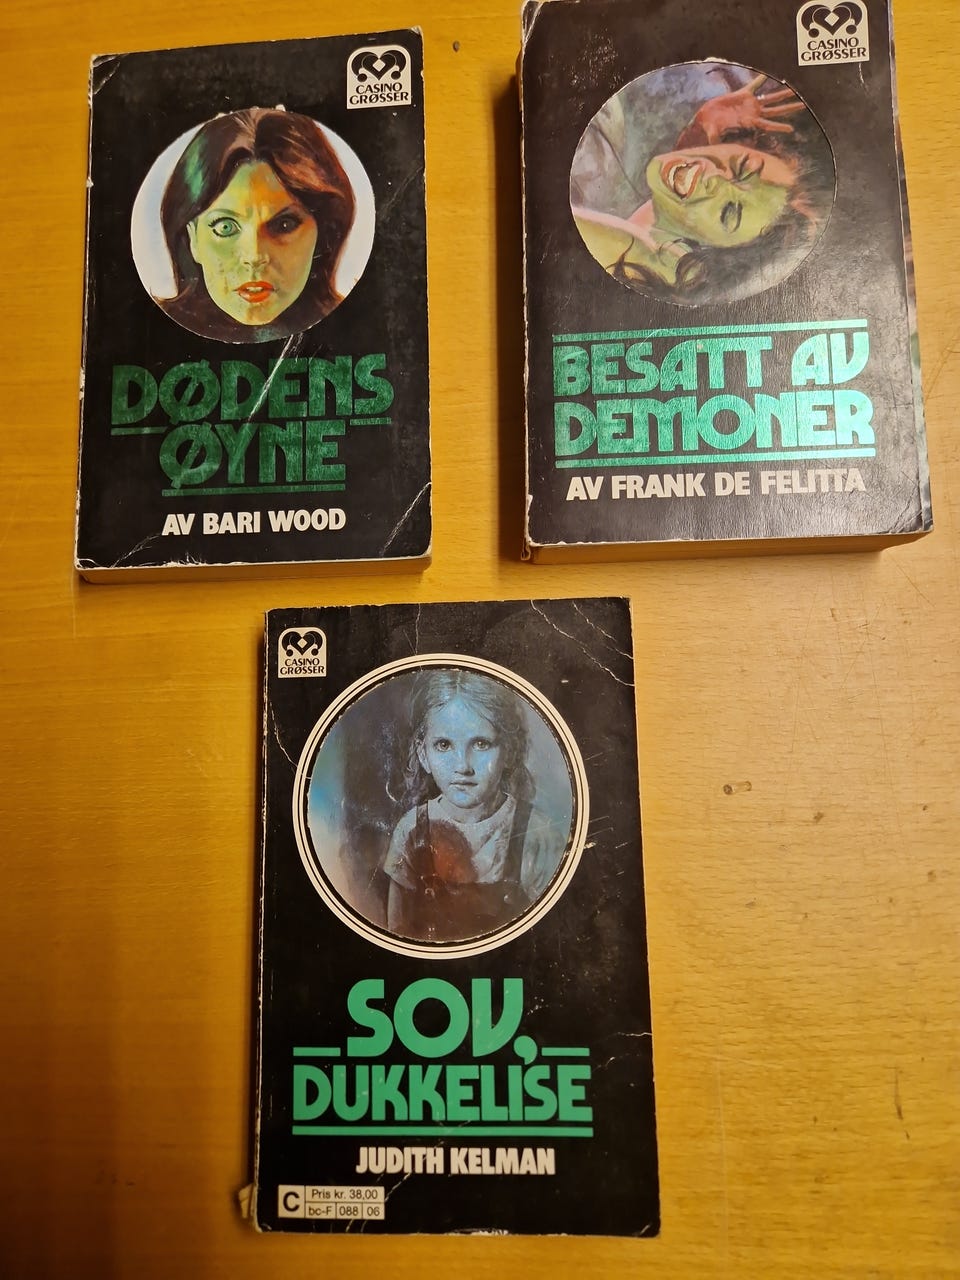 CASINO
GRØSSER
DØDENS
ØYNE
AV BARI WOOD
CASINO
GRØSSER
BESATT AV
DEMONER
AV FRANK DE FELITTA
CASINO
GRØSSER
SOV,
DUKKELISE
JUDITH KELMAN
C Pris kr. 38,00
bc-F 088 06